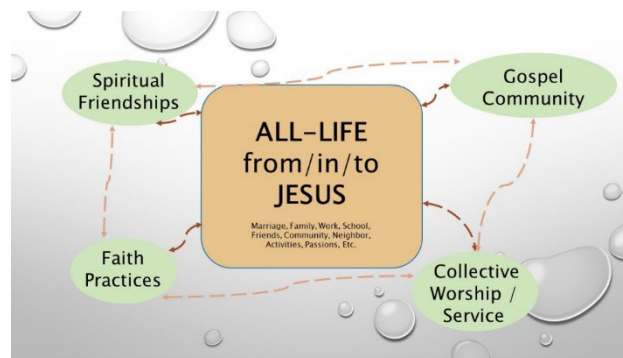 Spiritual
Friendships
Gospel
Community
ALL-LIFE
from/in/to
JESUS
Marriage, Family, Work, School,
Friends, Community, Neighbor,
Activities, Passions, Etc.
Faith
Practices
Collective
Worship /
Service